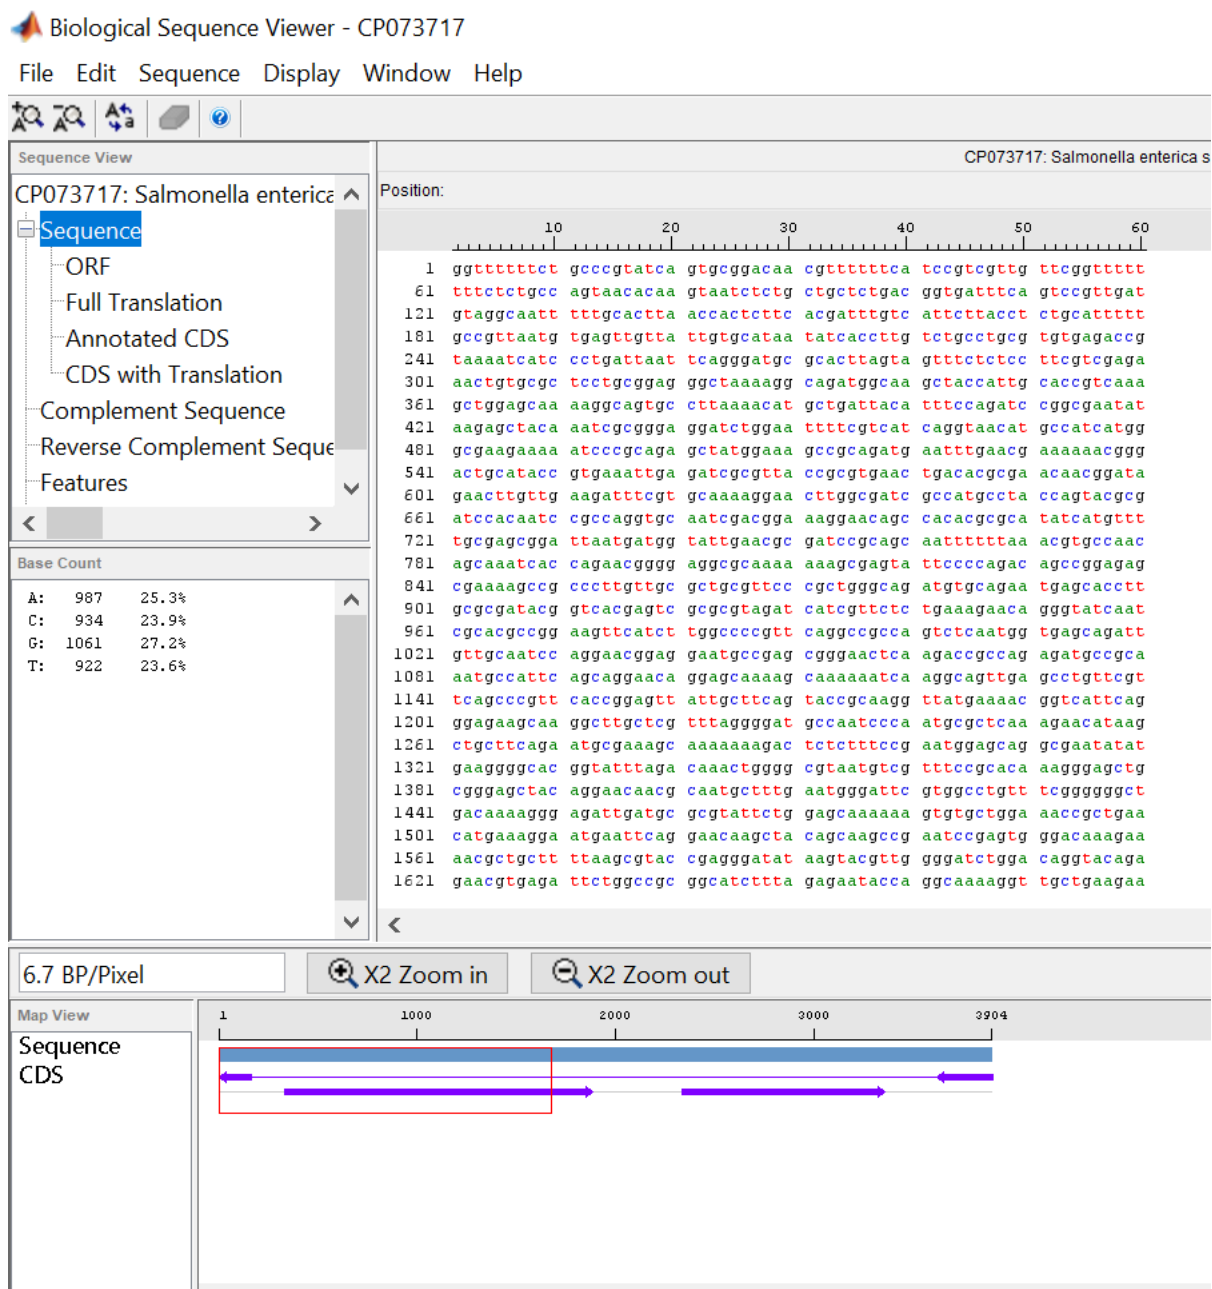 Biological Sequence Viewer - CP073717
File Edit Sequence Display Window Help
Sequence View
CP073717: Salmonella enterica
Sequence
ORF
Full Translation
Annotated CDS
CDS with Translation
Complement Sequence
Reverse Complement Seque
Features
Base Count
A: 987 25.3%
C: 934 23.9%
G: 1061 27.2%
T: 922 23.6%
CP073717: Salmonella enterica s
Position:
10 20 30 40 50 60
1 ggttttttct gcccgtatca gtgcggacaa cgttttttca tccgtcgttg ttcggttttt
61 tttctctgcc agtaacacaa gtaatctctg ctgctctgac ggtgatttca gtccgttgat
121 gtaggcaatt tttgcactta accactcttc acgatttgtc attcttacct ctgcattttt
181 gccgttaatg tgagttgtta ttgtgcataa tatcaccttg tctgcctgcg tgtgagaccg
241 taaaatcatc cctgattaat tcagggatgc gcacttagta gtttctctcc ttcgtcgaga
301 aactgtgcgc tcctgcggag ggctaaaagg cagatggcaa gctaccattg caccgtcaaa
361 gctggagcaa aaggcagtgc cttaaaacat gctgattaca tttccagatc cggcgaatat
421 aagagctaca aatcgcggga ggatctggaa ttttcgtcat caggtaacat gccatcatgg
481 gcgaagaaaa atcccgcaga gctatggaaa gccgcagatg aatttgaacg aaaaaacggg
541 actgcatacc gtgaaattga gatcgcgtta ccgcgtgaac tgacacgcga acaacggata
601 gaacttgttg aagatttcgt gcaaaaggaa cttggcgatc gccatgccta ccagtacgcg
661 atccacaatc cgccaggtgc aatcgacgga aaggaacagc cacacgcgca tatcatgttt
721 tgcgagcgga ttaatgatgg tattgaacgc gatccgcagc aattttttaa acgtgccaac
781 agcaaatcac cagaacgggg aggcgcaaaa aaagcgagta ttccccagac agccggagag
841 cgaaaagccg cccttgttgc gctgcgttcc cgctgggcag atgtgcagaa tgagcacctt
901 gcgcgatacg gtcacgagtc gcgcgtagat catcgttctc tgaaagaaca gggtatcaat
961 cgcacgccgg aagttcatct tggccccgtt caggccgcca gtctcaatgg tgagcagatt
1021 gttgcaatcc aggaacggag gaatgccgag cgggaactca agaccgccag agatgccgca
1081 aatgccattc agcaggaaca ggagcaaaag caaaaaatca aggcagttga gcctgttcgt
1141 tcagcccgtt caccggagtt attgcttcag taccgcaagg ttatgaaaac ggtcattcag
1201 ggagaagcaa ggcttgctcg tttaggggat gccaatccca atgcgctcaa agaacataag
1261 ctgcttcaga atgcgaaagc aaaaaaagac tctctttccg aatggagcag gcgaatatat
1321 gaaggggcac ggtatttaga caaactgggg cgtaatgtcg tttccgcaca aagggagctg
1381 cgggagctac aggaacaacg caatgctttg aatgggattc gtggcctgtt tcggggggct
1441 gacaaaaggg agattgatgc gcgtattctg gagcaaaaaa gtgtgctgga aaccgctgaa
1501 catgaaagga atgaattcag gaacaagcta cagcaagccg aatccgagtg ggacaaagaa
1561 aacgctgctt ttaagcgtac cgagggatat aagtacgttg gggatctgga caggtacaga
1621 gaacgtgaga ttctggccgc ggcatcttta gagaatacca ggcaaaaggt tgctgaagaa
6.7 BP/Pixel X2 Zoom in X2 Zoom out
Map View
Sequence
CDS
1 1000 2000 3000 3904